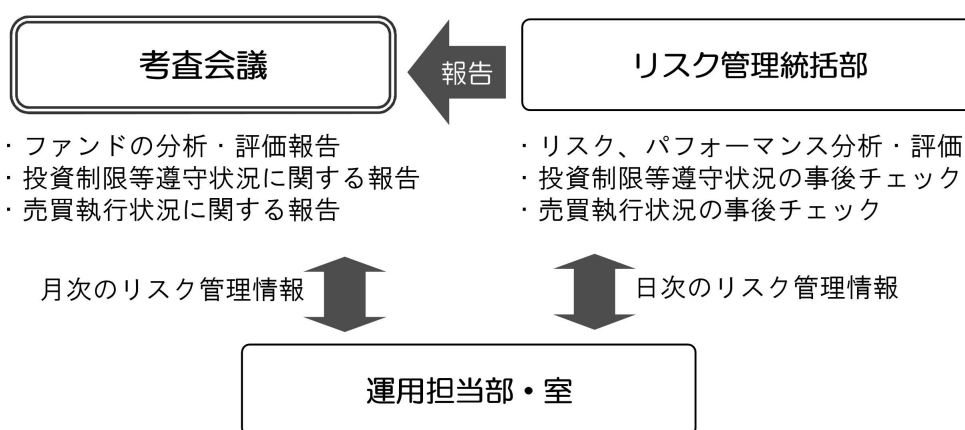 考査会議
報告
リスク管理統括部
・ファンドの分析・評価報告
・投資制限等遵守状況に関する報告
・売買執行状況に関する報告
・リスク、パフォーマンス分析・評価
・投資制限等遵守状況の事後チェック
・売買執行状況の事後チェック
月次のリスク管理情報
日次のリスク管理情報
運用担当部・室